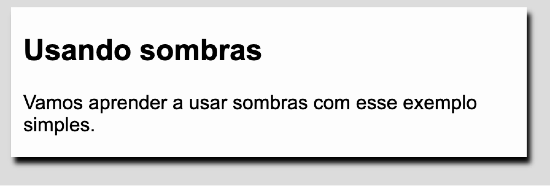 Usando sombras
Vamos aprender a usar sombras com esse exemplo
simples.